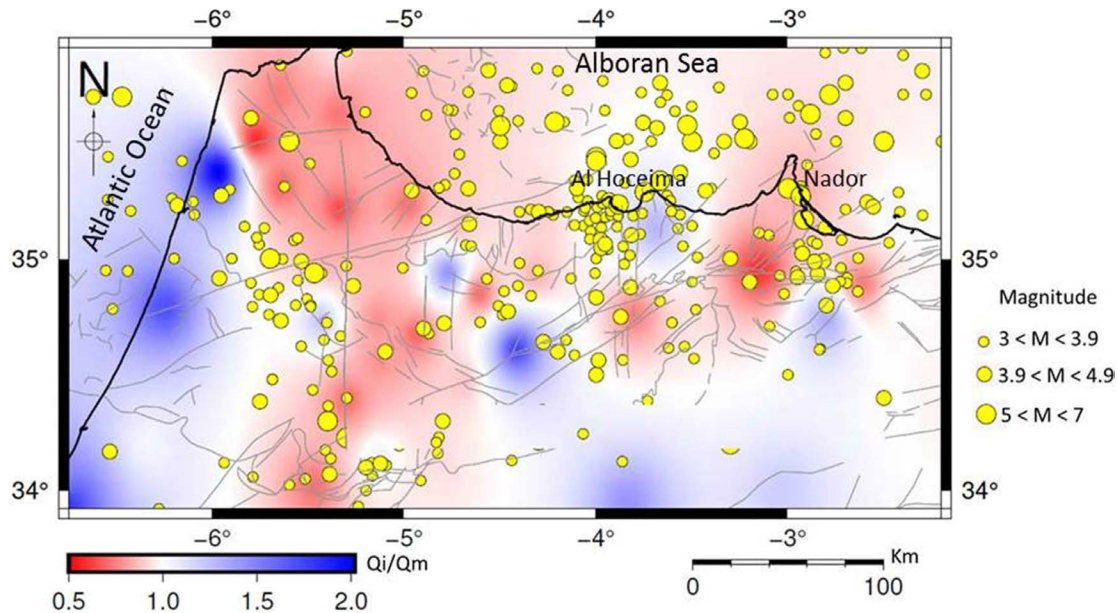 −6° −5° −4° −3°
N
Atlantic Ocean
Alboran Sea
Al Hoceima
Nador
35° 35°
34° 34°
−6° −5° −4° −3°
Magnitude
3 < M < 3.9
3.9 < M < 4.9
5 < M < 7
Qi/Qm
0.5 1.0 1.5 2.0
Km
0 100